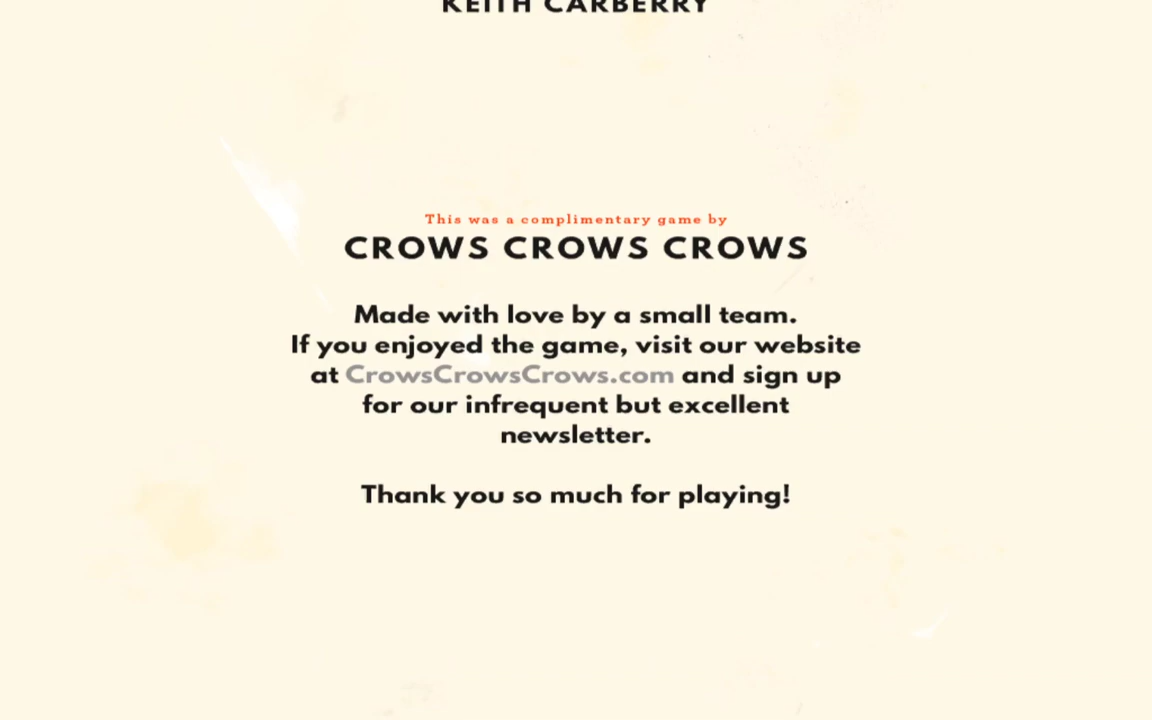 KEITH CARBERRY
This was a complimentary game by
CROWS CROWS CROWS
Made with love by a small team.
If you enjoyed the game, visit our website
at CrowsCrowsCrows.com and sign up
for our infrequent but excellent
newsletter.
Thank you so much for playing!